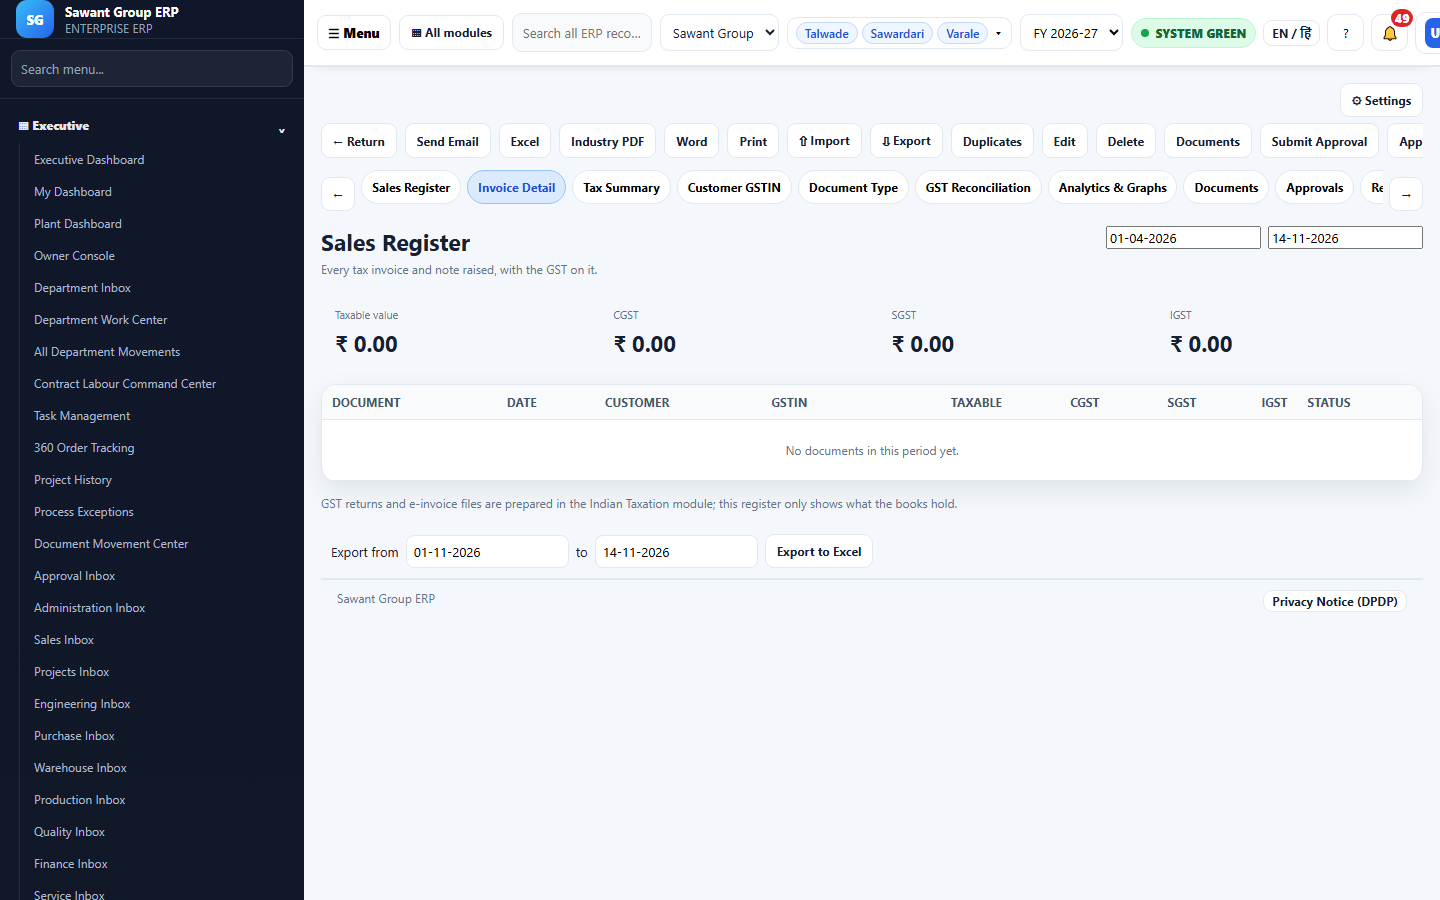 SG
Sawant Group ERP
ENTERPRISE ERP
Search menu...
Executive
Executive Dashboard
My Dashboard
Plant Dashboard
Owner Console
Department Inbox
Department Work Center
All Department Movements
Contract Labour Command Center
Task Management
360 Order Tracking
Project History
Process Exceptions
Document Movement Center
Approval Inbox
Administration Inbox
Sales Inbox
Projects Inbox
Engineering Inbox
Purchase Inbox
Warehouse Inbox
Production Inbox
Quality Inbox
Finance Inbox
Service Inbox
☰ Menu All modules Search all ERP reco... Sawant Group Talwade Sawardari Varale FY 2026-27 SYSTEM GREEN EN / हिं ? 49 U
⚙ Settings
← Return Send Email Excel Industry PDF Word Print ⇧ Import ⇩ Export Duplicates Edit Delete Documents Submit Approval App
← Sales Register Invoice Detail Tax Summary Customer GSTIN Document Type GST Reconciliation Analytics & Graphs Documents Approvals Re →
Sales Register 01-04-2026 14-11-2026
Every tax invoice and note raised, with the GST on it.
Taxable value CGST SGST IGST
₹ 0.00 ₹ 0.00 ₹ 0.00 ₹ 0.00
DOCUMENT DATE CUSTOMER GSTIN TAXABLE CGST SGST IGST STATUS
No documents in this period yet.
GST returns and e-invoice files are prepared in the Indian Taxation module; this register only shows what the books hold.
Export from 01-11-2026 to 14-11-2026 Export to Excel
Sawant Group ERP Privacy Notice (DPDP)